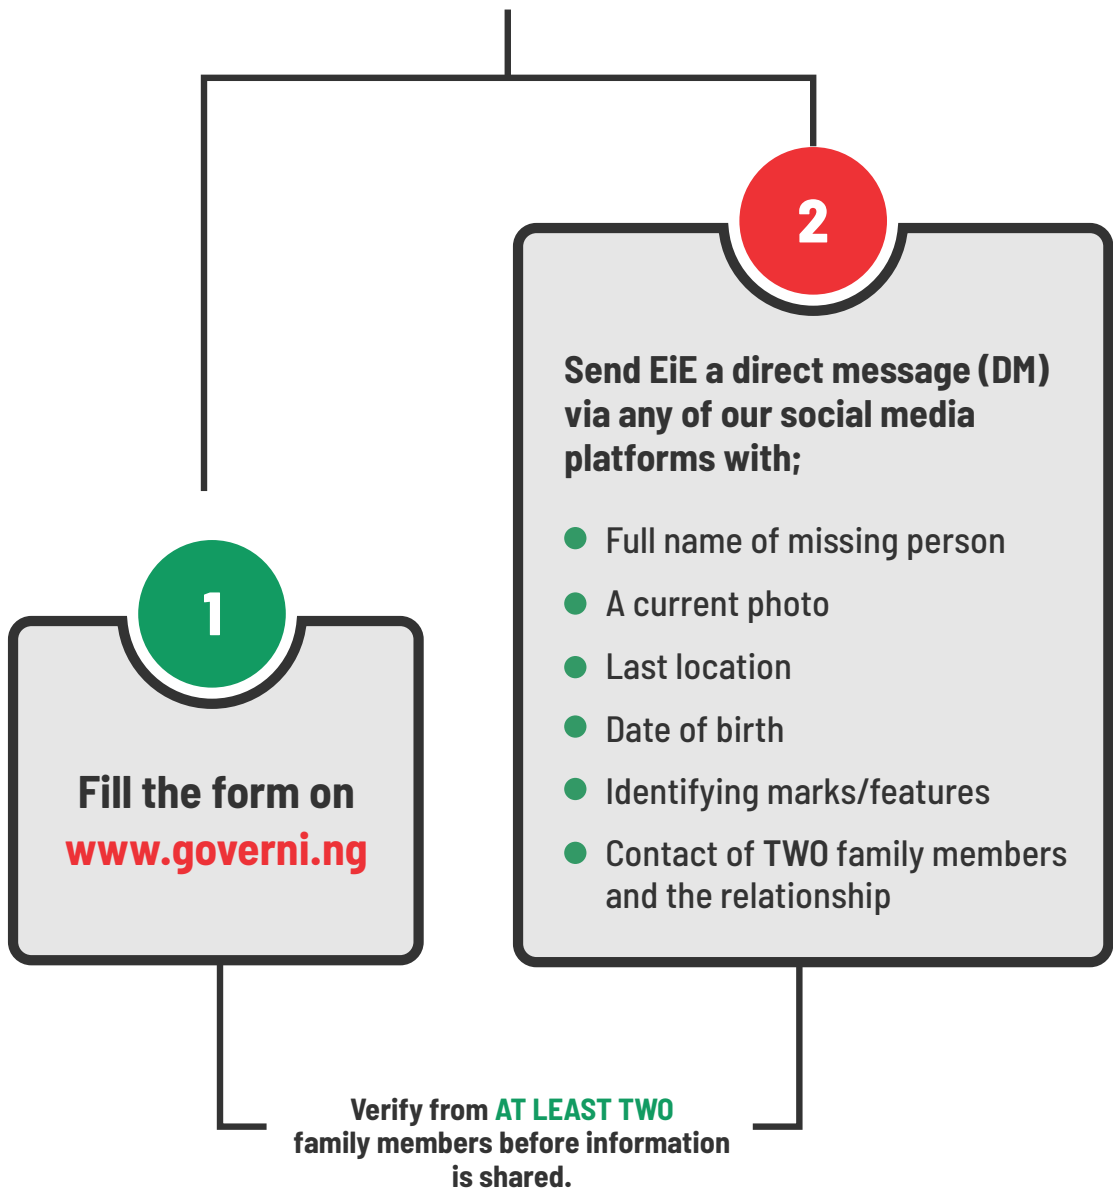 1
Fill the form on
www.governi.ng
2
Send EiE a direct message (DM)
via any of our social media
platforms with;
Full name of missing person
A current photo
Last location
Date of birth
Identifying marks/features
Contact of TWO family members
and the relationship
Verify from AT LEAST TWO
family members before information
is shared.